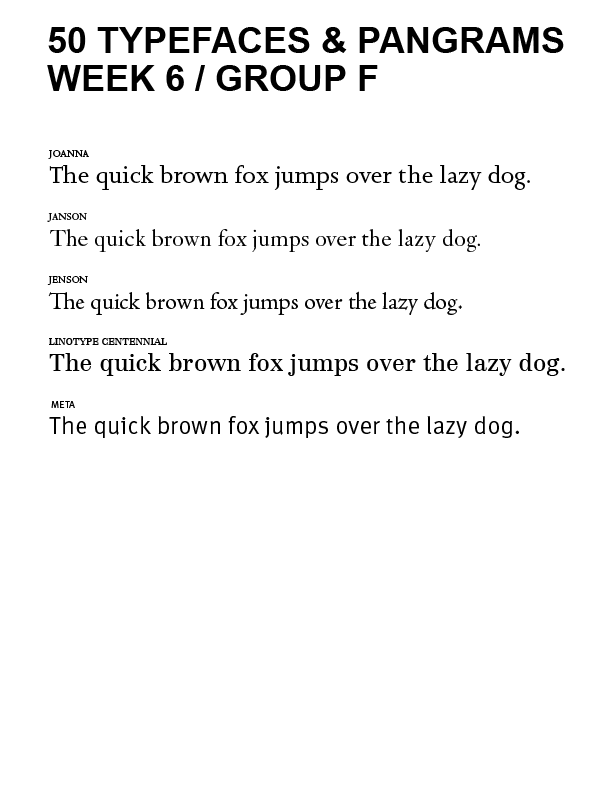 50 TYPEFACES & PANGRAMS
WEEK 6 / GROUP F
JOANNA
The quick brown fox jumps over the lazy dog.
JANSON
The quick brown fox jumps over the lazy dog.
JENSON
The quick brown fox jumps over the lazy dog.
LINOTYPE CENTENNIAL
The quick brown fox jumps over the lazy dog.
META
The quick brown fox jumps over the lazy dog.